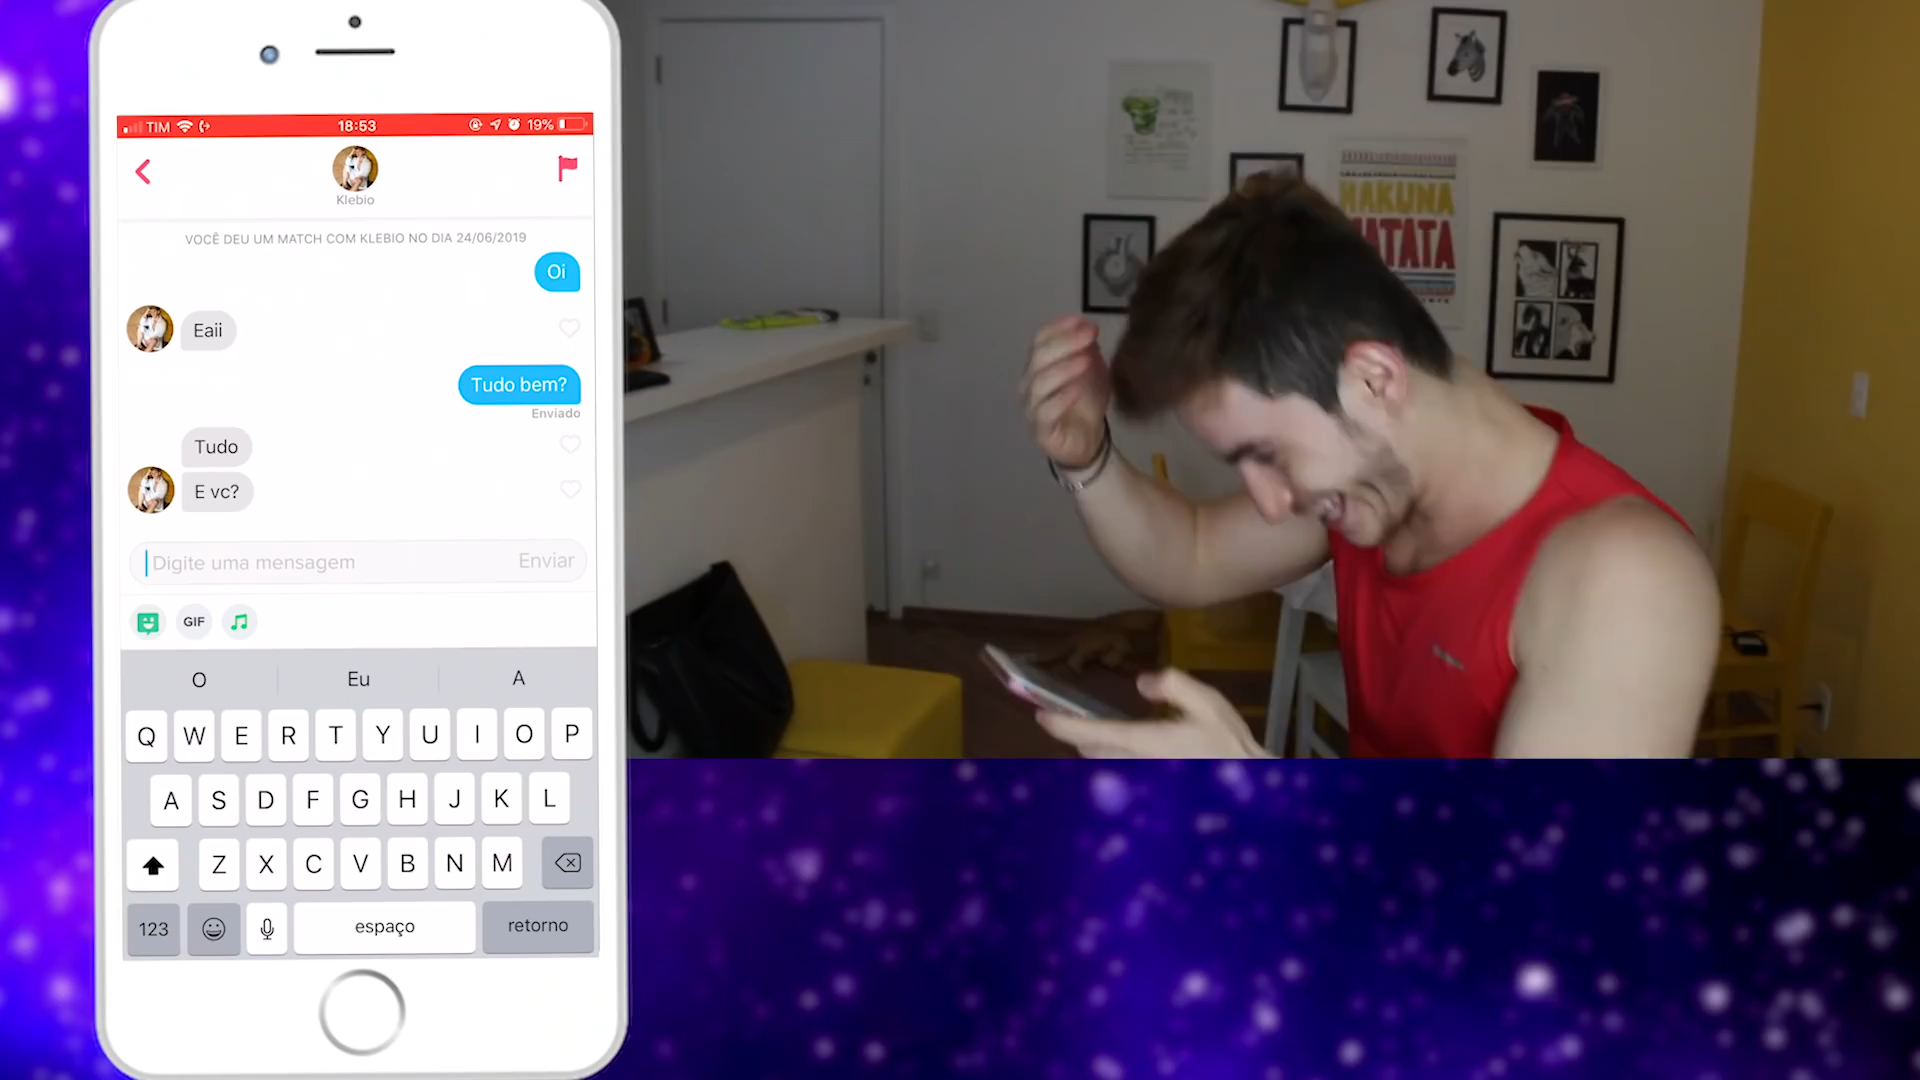 TIM
18:53
19%
Klebio
VOCÊ DEU UM MATCH COM KLEBIO NO DIA 24/06/2019
Oi
Eaii
Tudo bem?
Enviado
Tudo
E vc?
Digite uma mensagem
Enviar
GIF
O Eu A
Q W E R T Y U I O P
A S D F G H J K L
Z X C V B N M
123 espaço retorno
HAKUNA
MATATA